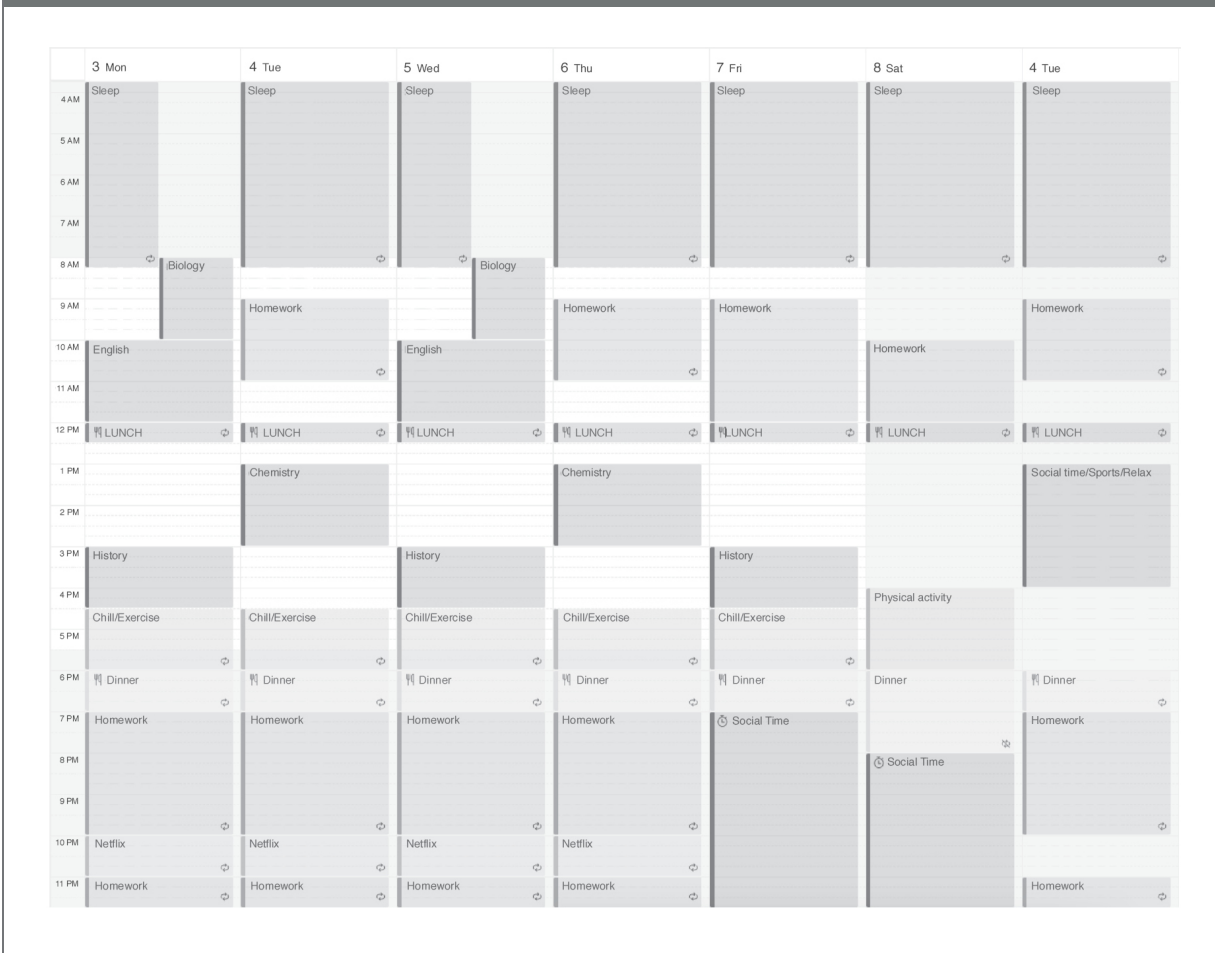 3 Mon 4 Tue 5 Wed 6 Thu 7 Fri 8 Sat 4 Tue
Sleep Sleep Sleep Sleep Sleep Sleep Sleep
4 AM
5 AM
6 AM
7 AM
8 AM Biology Biology
9 AM Homework Homework Homework Homework
10 AM English English Homework
11 AM
12 PM LUNCH LUNCH LUNCH LUNCH LUNCH LUNCH LUNCH
1 PM Chemistry Chemistry Social time/Sports/Relax
2 PM
3 PM History History History
4 PM Physical activity
Chill/Exercise Chill/Exercise Chill/Exercise Chill/Exercise Chill/Exercise
5 PM
6 PM Dinner Dinner Dinner Dinner Dinner Dinner Dinner
7 PM Homework Homework Homework Homework Social Time Homework
8 PM Social Time
9 PM
10 PM Netflix Netflix Netflix Netflix
11 PM Homework Homework Homework Homework Homework